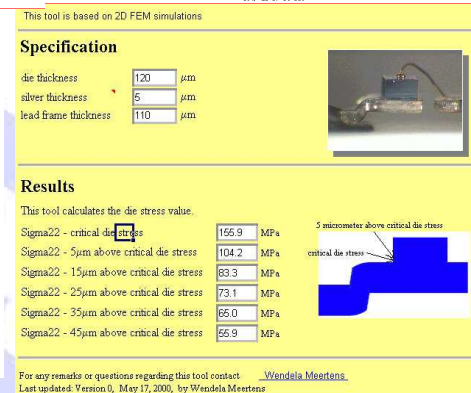 This tool is based on 2D FEM simulations
Specification
die thickness 120 μm
silver thickness 5 μm
lead frame thickness 110 μm
Results
This tool calculates the die stress value.
Sigma22 - critical die stress 155.9 MPa
Sigma22 - 5μm above critical die stress 104.2 MPa
Sigma22 - 15μm above critical die stress 83.3 MPa
Sigma22 - 25μm above critical die stress 73.1 MPa
Sigma22 - 35μm above critical die stress 65.0 MPa
Sigma22 - 45μm above critical die stress 55.9 MPa
5 micrometer above critical die stress
critical die stress
For any remarks or questions regarding this tool contact Wendela Meertens
Last updated: Version 0, May 17, 2000, by Wendela Meertens